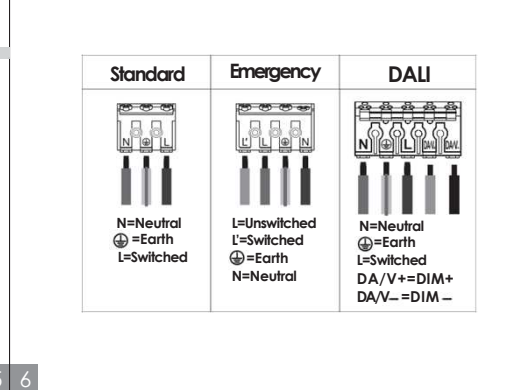 Standard
Emergency
DALI
N ⏚ L
L' L ⏚ N
N ⏚ L DA/V+ DA/V-
N=Neutral
⏚=Earth
L=Switched
L=Unswitched
L'=Switched
⏚=Earth
N=Neutral
N=Neutral
⏚=Earth
L=Switched
DA/V+=DIM+
DA/V–=DIM –
5 6